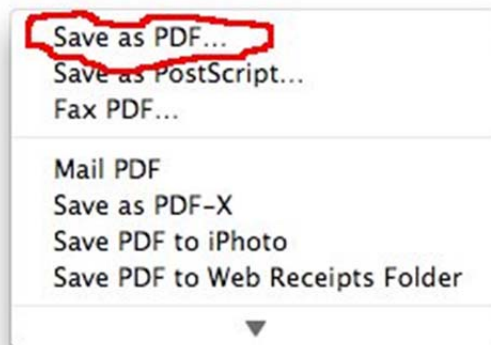 Save as PDF...
Save as PostScript...
Fax PDF...
Mail PDF
Save as PDF-X
Save PDF to iPhoto
Save PDF to Web Receipts Folder